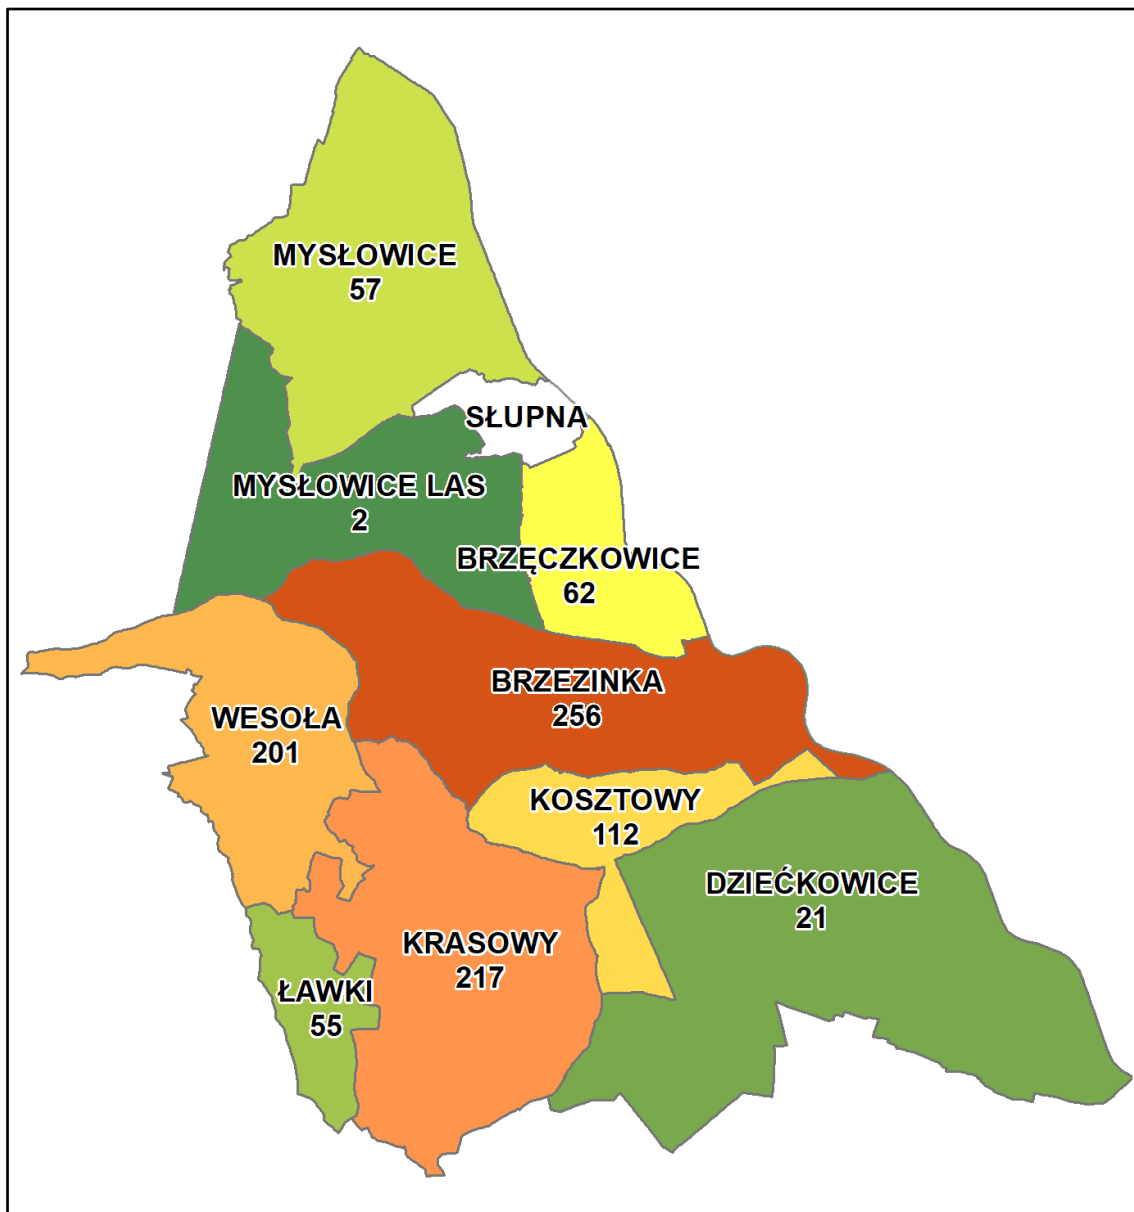 MYSŁOWICE
57
SŁUPNA
MYSŁOWICE LAS
2
BRZĘCZKOWICE
62
BRZEZINKA
256
WESOŁA
201
KOSZTOWY
112
DZIEĆKOWICE
21
KRASOWY
217
ŁAWKI
55